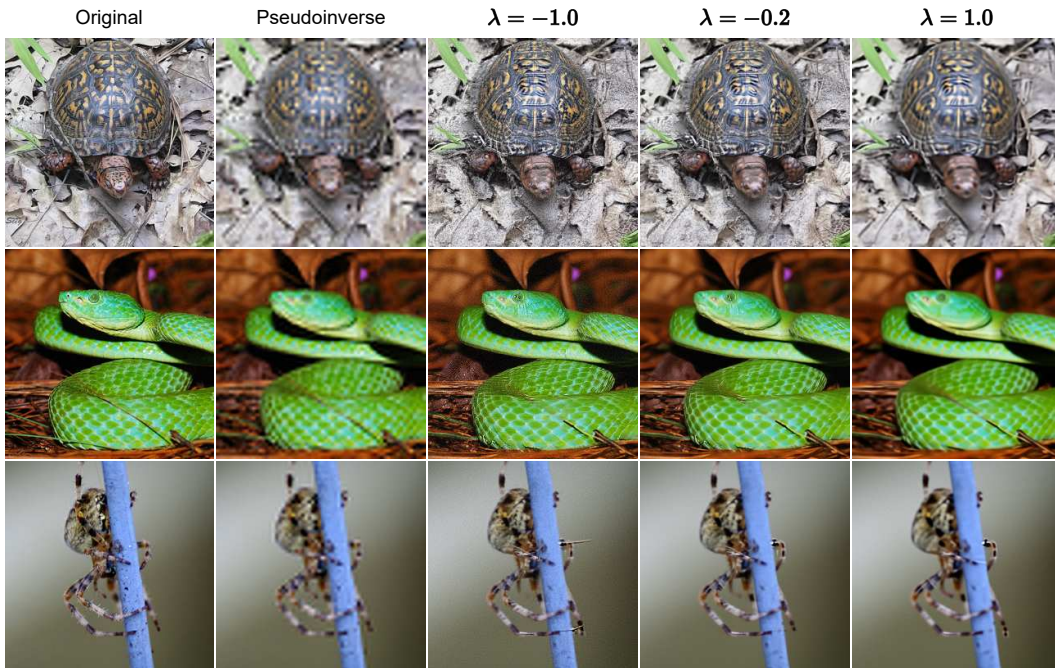 Original Pseudoinverse λ = −1.0 λ = −0.2 λ = 1.0